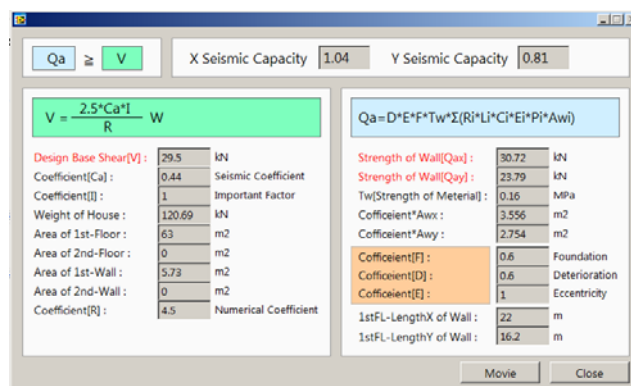 Qa ≧ V
X Seismic Capacity 1.04 Y Seismic Capacity 0.81
V = 2.5*Ca*I / R W
Design Base Shear[V] : 29.5 kN
Coefficient[Ca] : 0.44 Seismic Coefficient
Coefficient[I] : 1 Important Factor
Weight of House : 120.69 kN
Area of 1st-Floor : 63 m2
Area of 2nd-Floor : 0 m2
Area of 1st-Wall : 5.73 m2
Area of 2nd-Wall : 0 m2
Coefficient[R] : 4.5 Numerical Coefficient
Qa=D*E*F*Tw*Σ(Ri*Li*Ci*Ei*Pi*Awi)
Strength of Wall[Qax] : 30.72 kN
Strength of Wall[Qay] : 23.79 kN
Tw[Strength of Meterial] : 0.16 MPa
Cofficeient*Awx : 3.556 m2
Cofficeient*Awy : 2.754 m2
Cofficeient[F] : 0.6 Foundation
Cofficeient[D] : 0.6 Deterioration
Cofficeient[E] : 1 Eccentricity
1stFL-LengthX of Wall : 22 m
1stFL-LengthY of Wall : 16.2 m
Movie Close